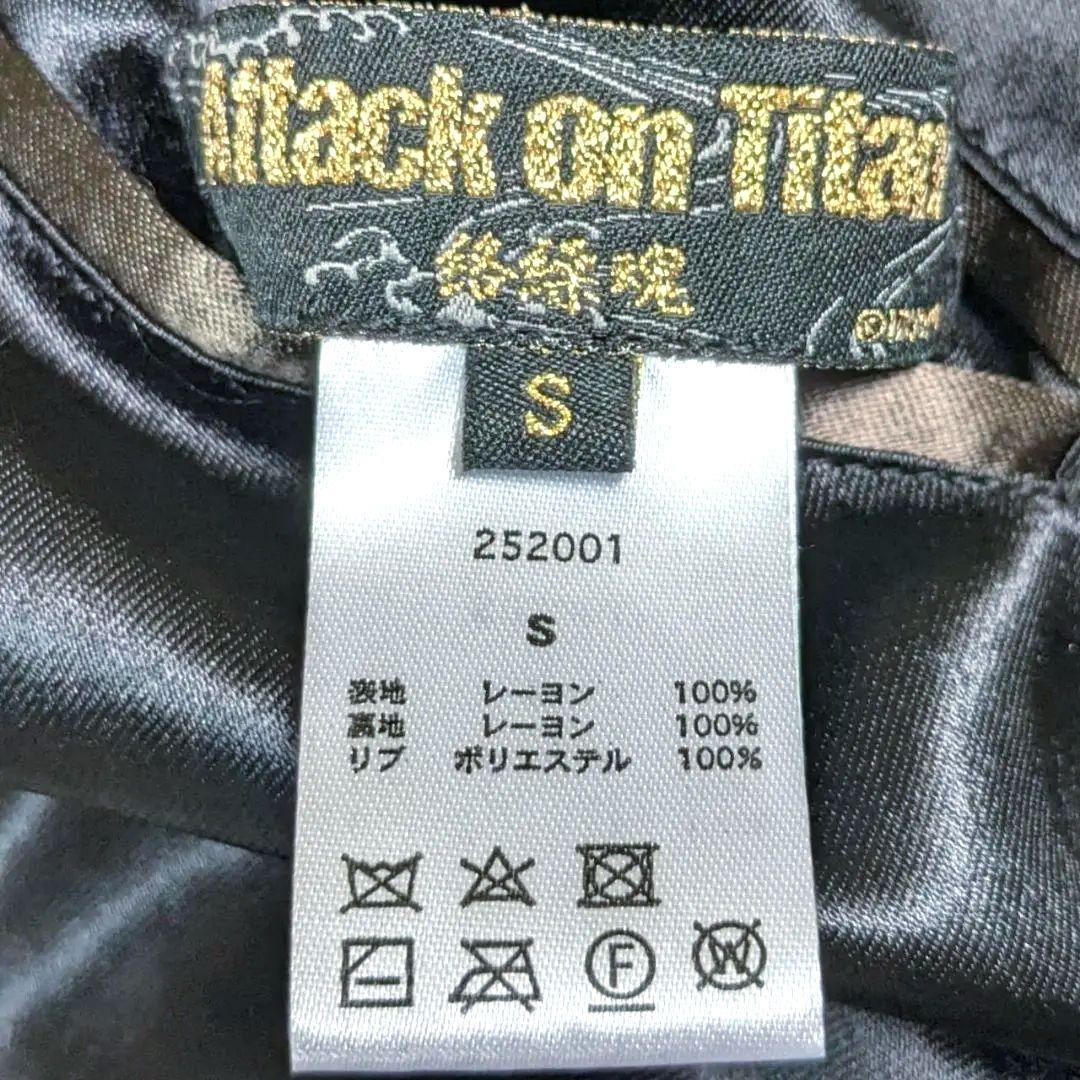 Attack on Titan
絡繰魂
S
252001
S
表地 レーヨン 100%
裏地 レーヨン 100%
リブ ポリエステル 100%
F
W